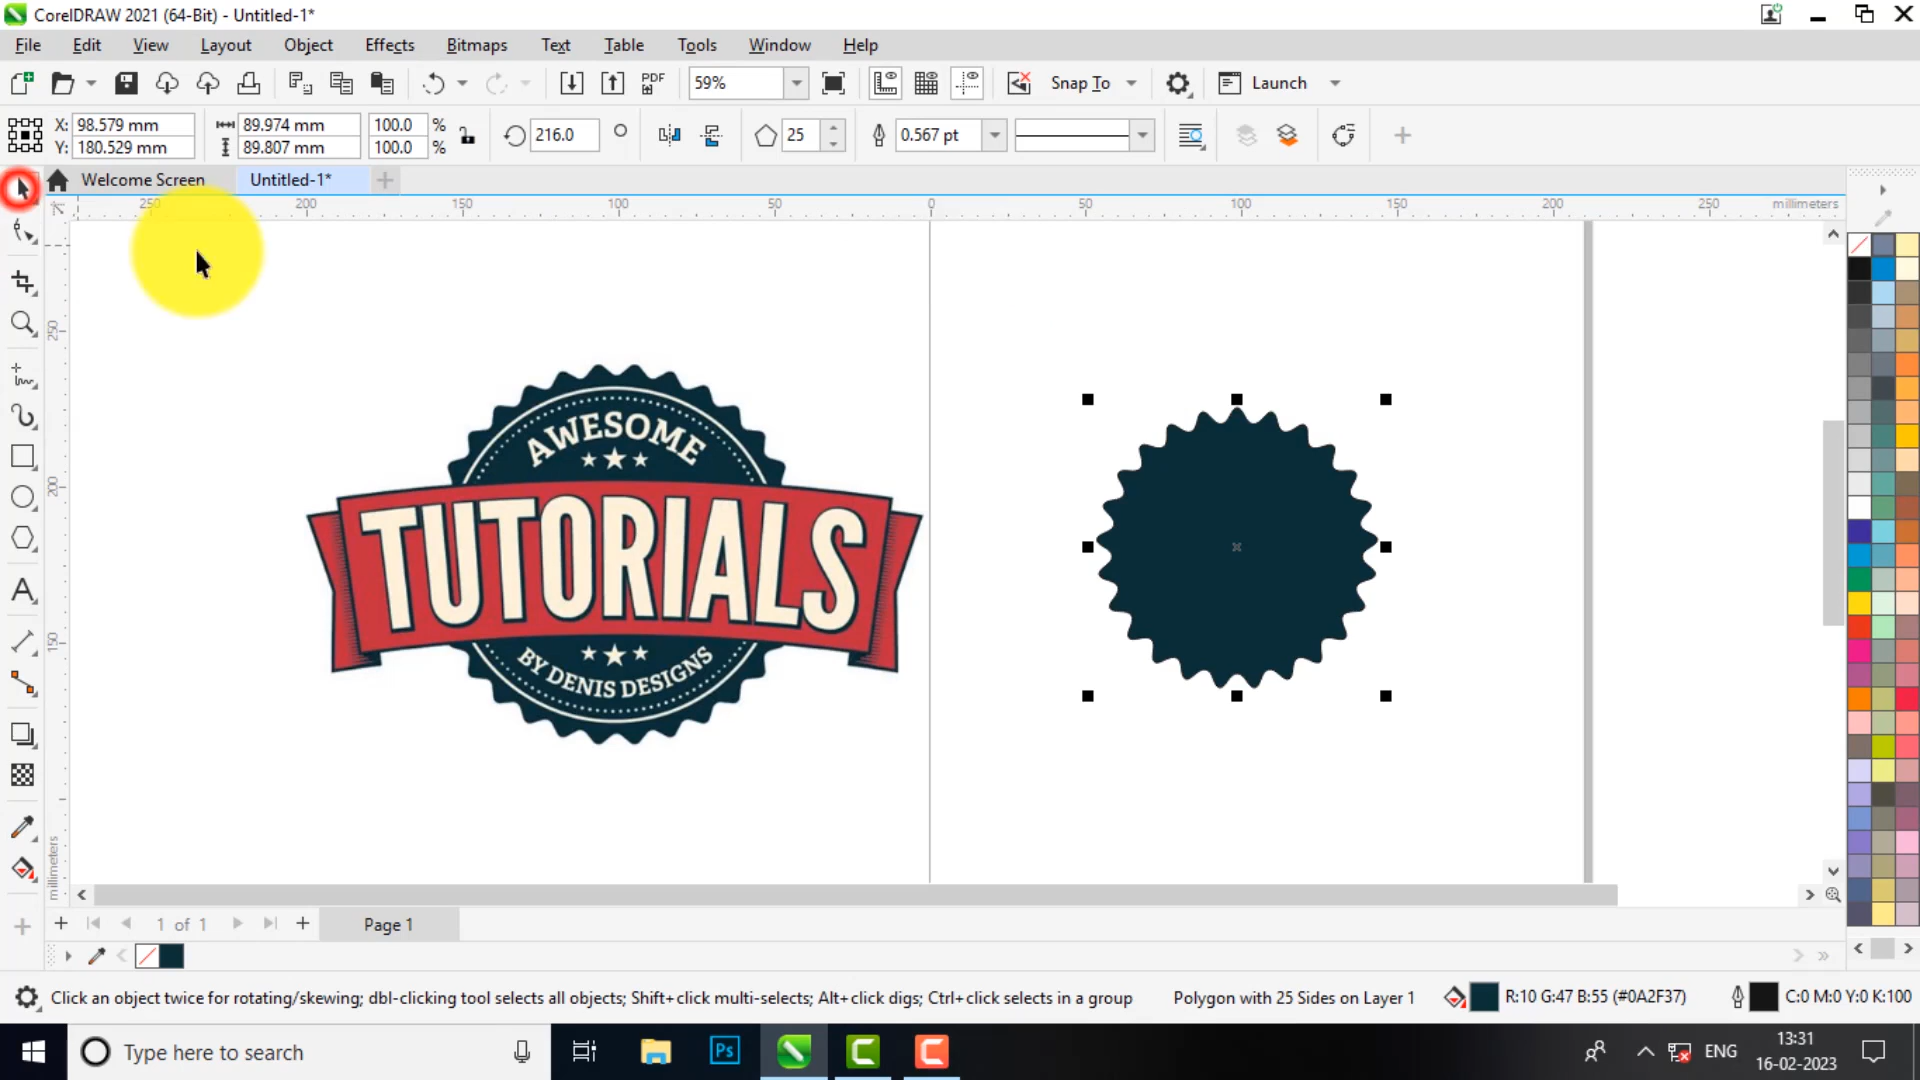 CorelDRAW 2021 (64-Bit) - Untitled-1*
File Edit View Layout Object Effects Bitmaps Text Table Tools Window Help
PDF 59% Snap To Launch
X: 98.579 mm 89.974 mm 100.0 %
Y: 180.529 mm 89.807 mm 100.0 %
216.0 ° 25 0.567 pt
Welcome Screen Untitled-1*
250 200 150 100 50 0 50 100 150 200 250 millimeters
250
200
150
millimeters
AWESOME
TUTORIALS
BY DENIS DESIGNS
1 of 1 Page 1
Click an object twice for rotating/skewing; dbl-clicking tool selects all objects; Shift+click multi-selects; Alt+click digs; Ctrl+click selects in a group Polygon with 25 Sides on Layer 1 R:10 G:47 B:55 (#0A2F37) C:0 M:0 Y:0 K:100
Type here to search Ps ENG 13:31
16-02-2023